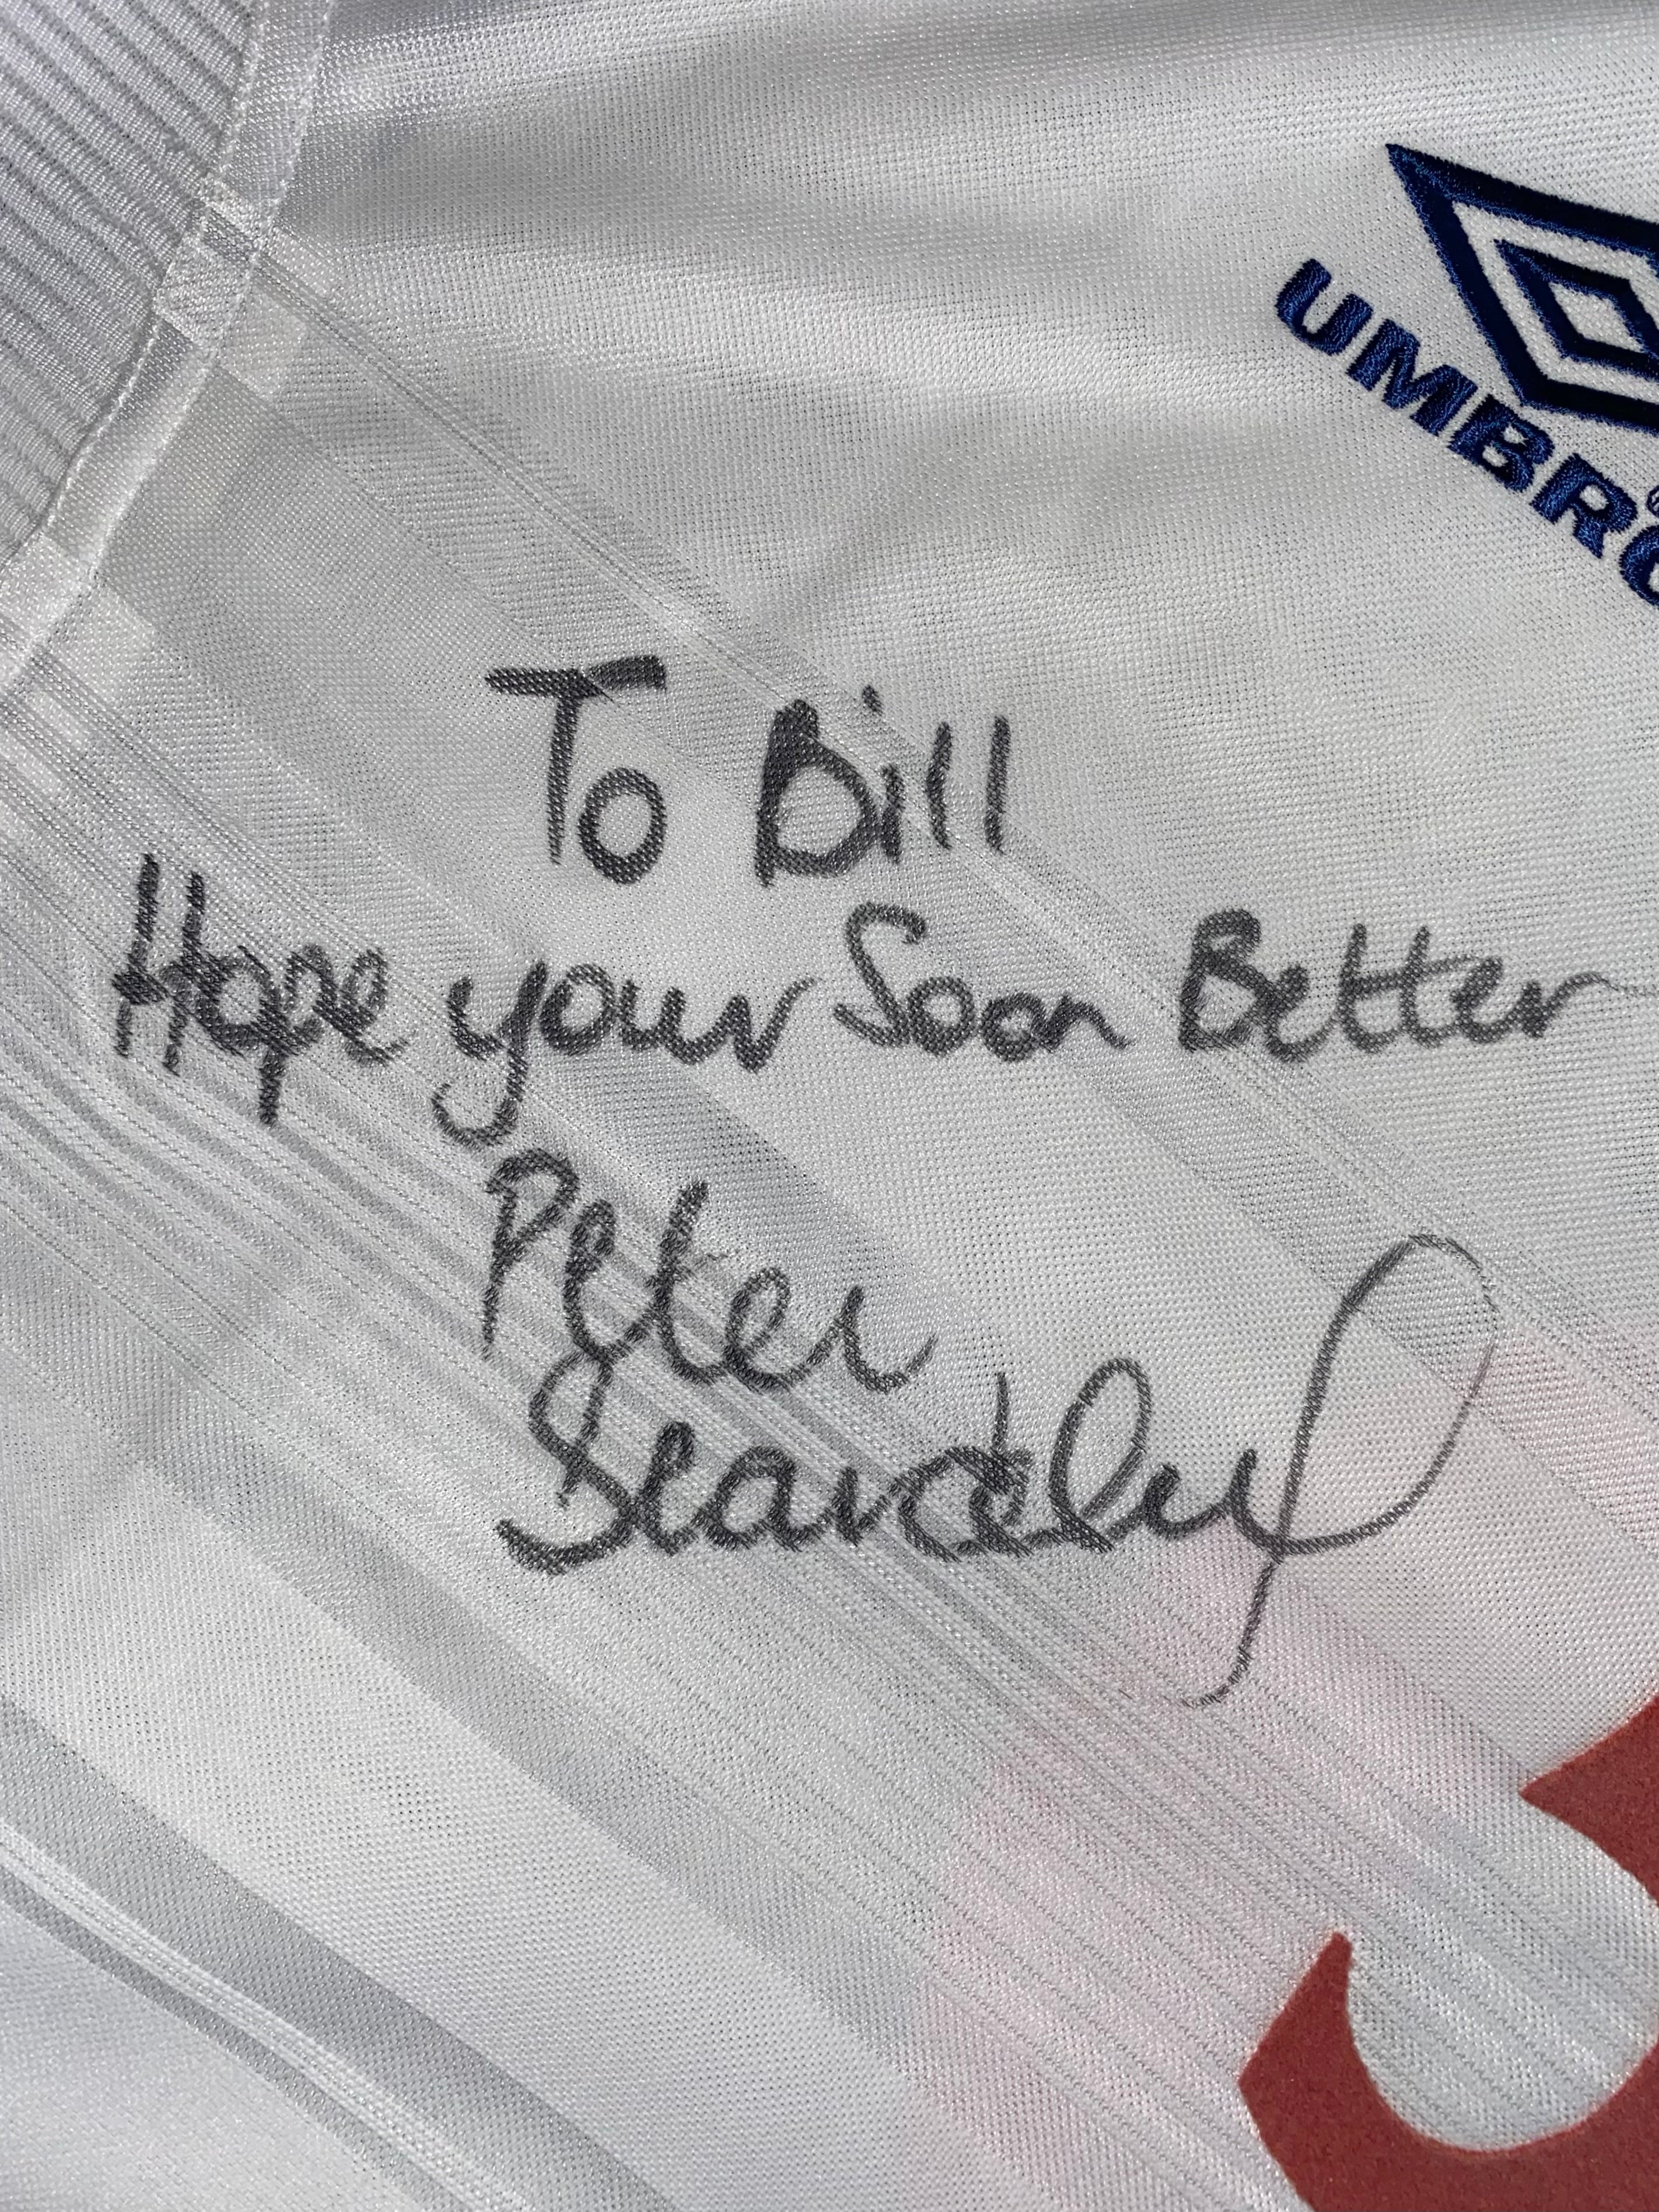 UMBRO
To Bill
Hope your Soon Better
Peter
Beardsley